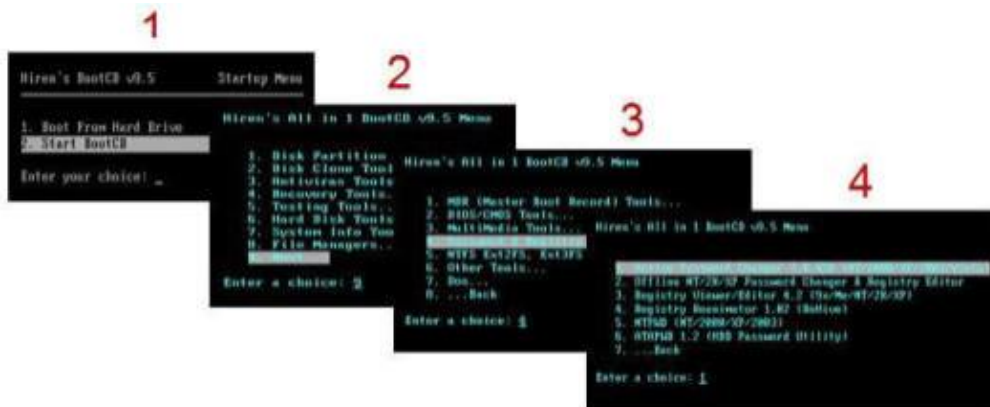 1
Hiren's BootCD v9.5 Startup Menu
1. Boot From Hard Drive
2. Start BootCD
Enter your choice: _
2
Hiren's All in 1 BootCD v9.5 Menu
1. Disk Partition
2. Disk Clone Tool
3. Antivirus Tools
4. Recovery Tools..
5. Testing Tools...
6. Hard Disk Tools
7. System Info Too
8. File Managers...
Enter a choice: 9
3
Hiren's All in 1 BootCD v9.5 Menu
1. MBR (Master Boot Record) Tools...
2. BIOS/CMOS Tools...
3. MultiMedia Tools...
5. NTFS Ext2FS, Ext3FS
6. Other Tools...
7. Dos...
8. ...Back
Enter a choice: 4
4
Hiren's All in 1 BootCD v9.5 Menu
2. Offline NT/2K/XP Password Changer & Registry Editor
3. Registry Viewer/Editor 4.2 (9x/Me/NT/2K/XP)
4. Registry Reanimator 1.02
5. NTPWD (NT/2000/XP/2003)
6. ATAPWD 1.2 (HDD Password Utility)
7. ...Back
Enter a choice: 1